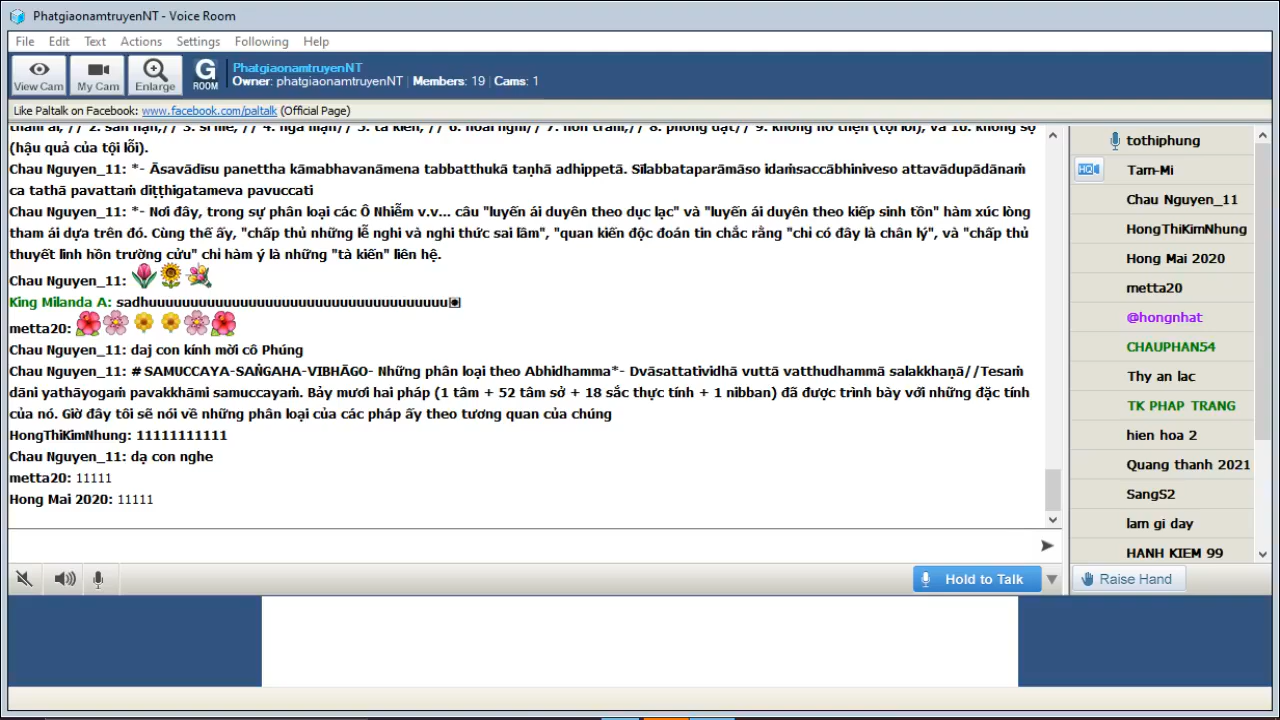 PhatgiaonamtruyenNT - Voice Room
File Edit Text Actions Settings Following Help
View Cam My Cam Enlarge G ROOM
PhatgiaonamtruyenNT
Owner: phatgiaonamtruyenNT Members: 19 Cams: 1
Like Paltalk on Facebook: www.facebook.com/paltalk (Official Page)
(hậu quả của tội lỗi).
Chau Nguyen_11: *- Āsavādīsu panettha kāmabhavanāmena tabbatthukā taṇhā adhippetā. Sīlabbataparāmāso idaṁsaccābhiniveso attavādupādānaṁ
ca tathā pavattaṁ diṭṭhigatameva pavuccati
Chau Nguyen_11: *- Nơi đây, trong sự phân loại các Ô Nhiễm v.v... câu "luyến ái duyên theo dục lạc" và "luyến ái duyên theo kiếp sinh tồn" hàm xúc lòng
tham ái dựa trên đó. Cùng thế ấy, "chấp thủ những lễ nghi và nghi thức sai lầm", "quan kiến độc đoán tin chắc rằng "chỉ có đây là chân lý", và "chấp thủ
thuyết linh hồn trường cửu" chỉ hàm ý là những "tà kiến" liên hệ.
Chau Nguyen_11:
King Milanda A: sadhuuuuuuuuuuuuuuuuuuuuuuuuuuuuuuuuuuuuu
metta20:
Chau Nguyen_11: daj con kính mời cô Phúng
Chau Nguyen_11: # SAMUCCAYA-SAṄGAHA-VIBHĀGO- Những phân loại theo Abhidhamma*- Dvāsattatividhā vuttā vatthudhammā salakkhaṇā//Tesaṁ
dāni yathāyogaṁ pavakkhāmi samuccayaṁ. Bảy mươi hai pháp (1 tâm + 52 tâm sở + 18 sắc thực tính + 1 nibban) đã được trình bày với những đặc tính
của nó. Giờ đây tôi sẽ nói về những phân loại của các pháp ấy theo tương quan của chúng
HongThiKimNhung: 11111111111
Chau Nguyen_11: dạ con nghe
metta20: 11111
Hong Mai 2020: 11111
Hold to Talk
tothiphung
HQ Tam-Mi
Chau Nguyen_11
HongThiKimNhung
Hong Mai 2020
metta20
@hongnhat
CHAUPHAN54
Thy an lac
TK PHAP TRANG
hien hoa 2
Quang thanh 2021
SangS2
lam gi day
HANH KIEM 99
Raise Hand